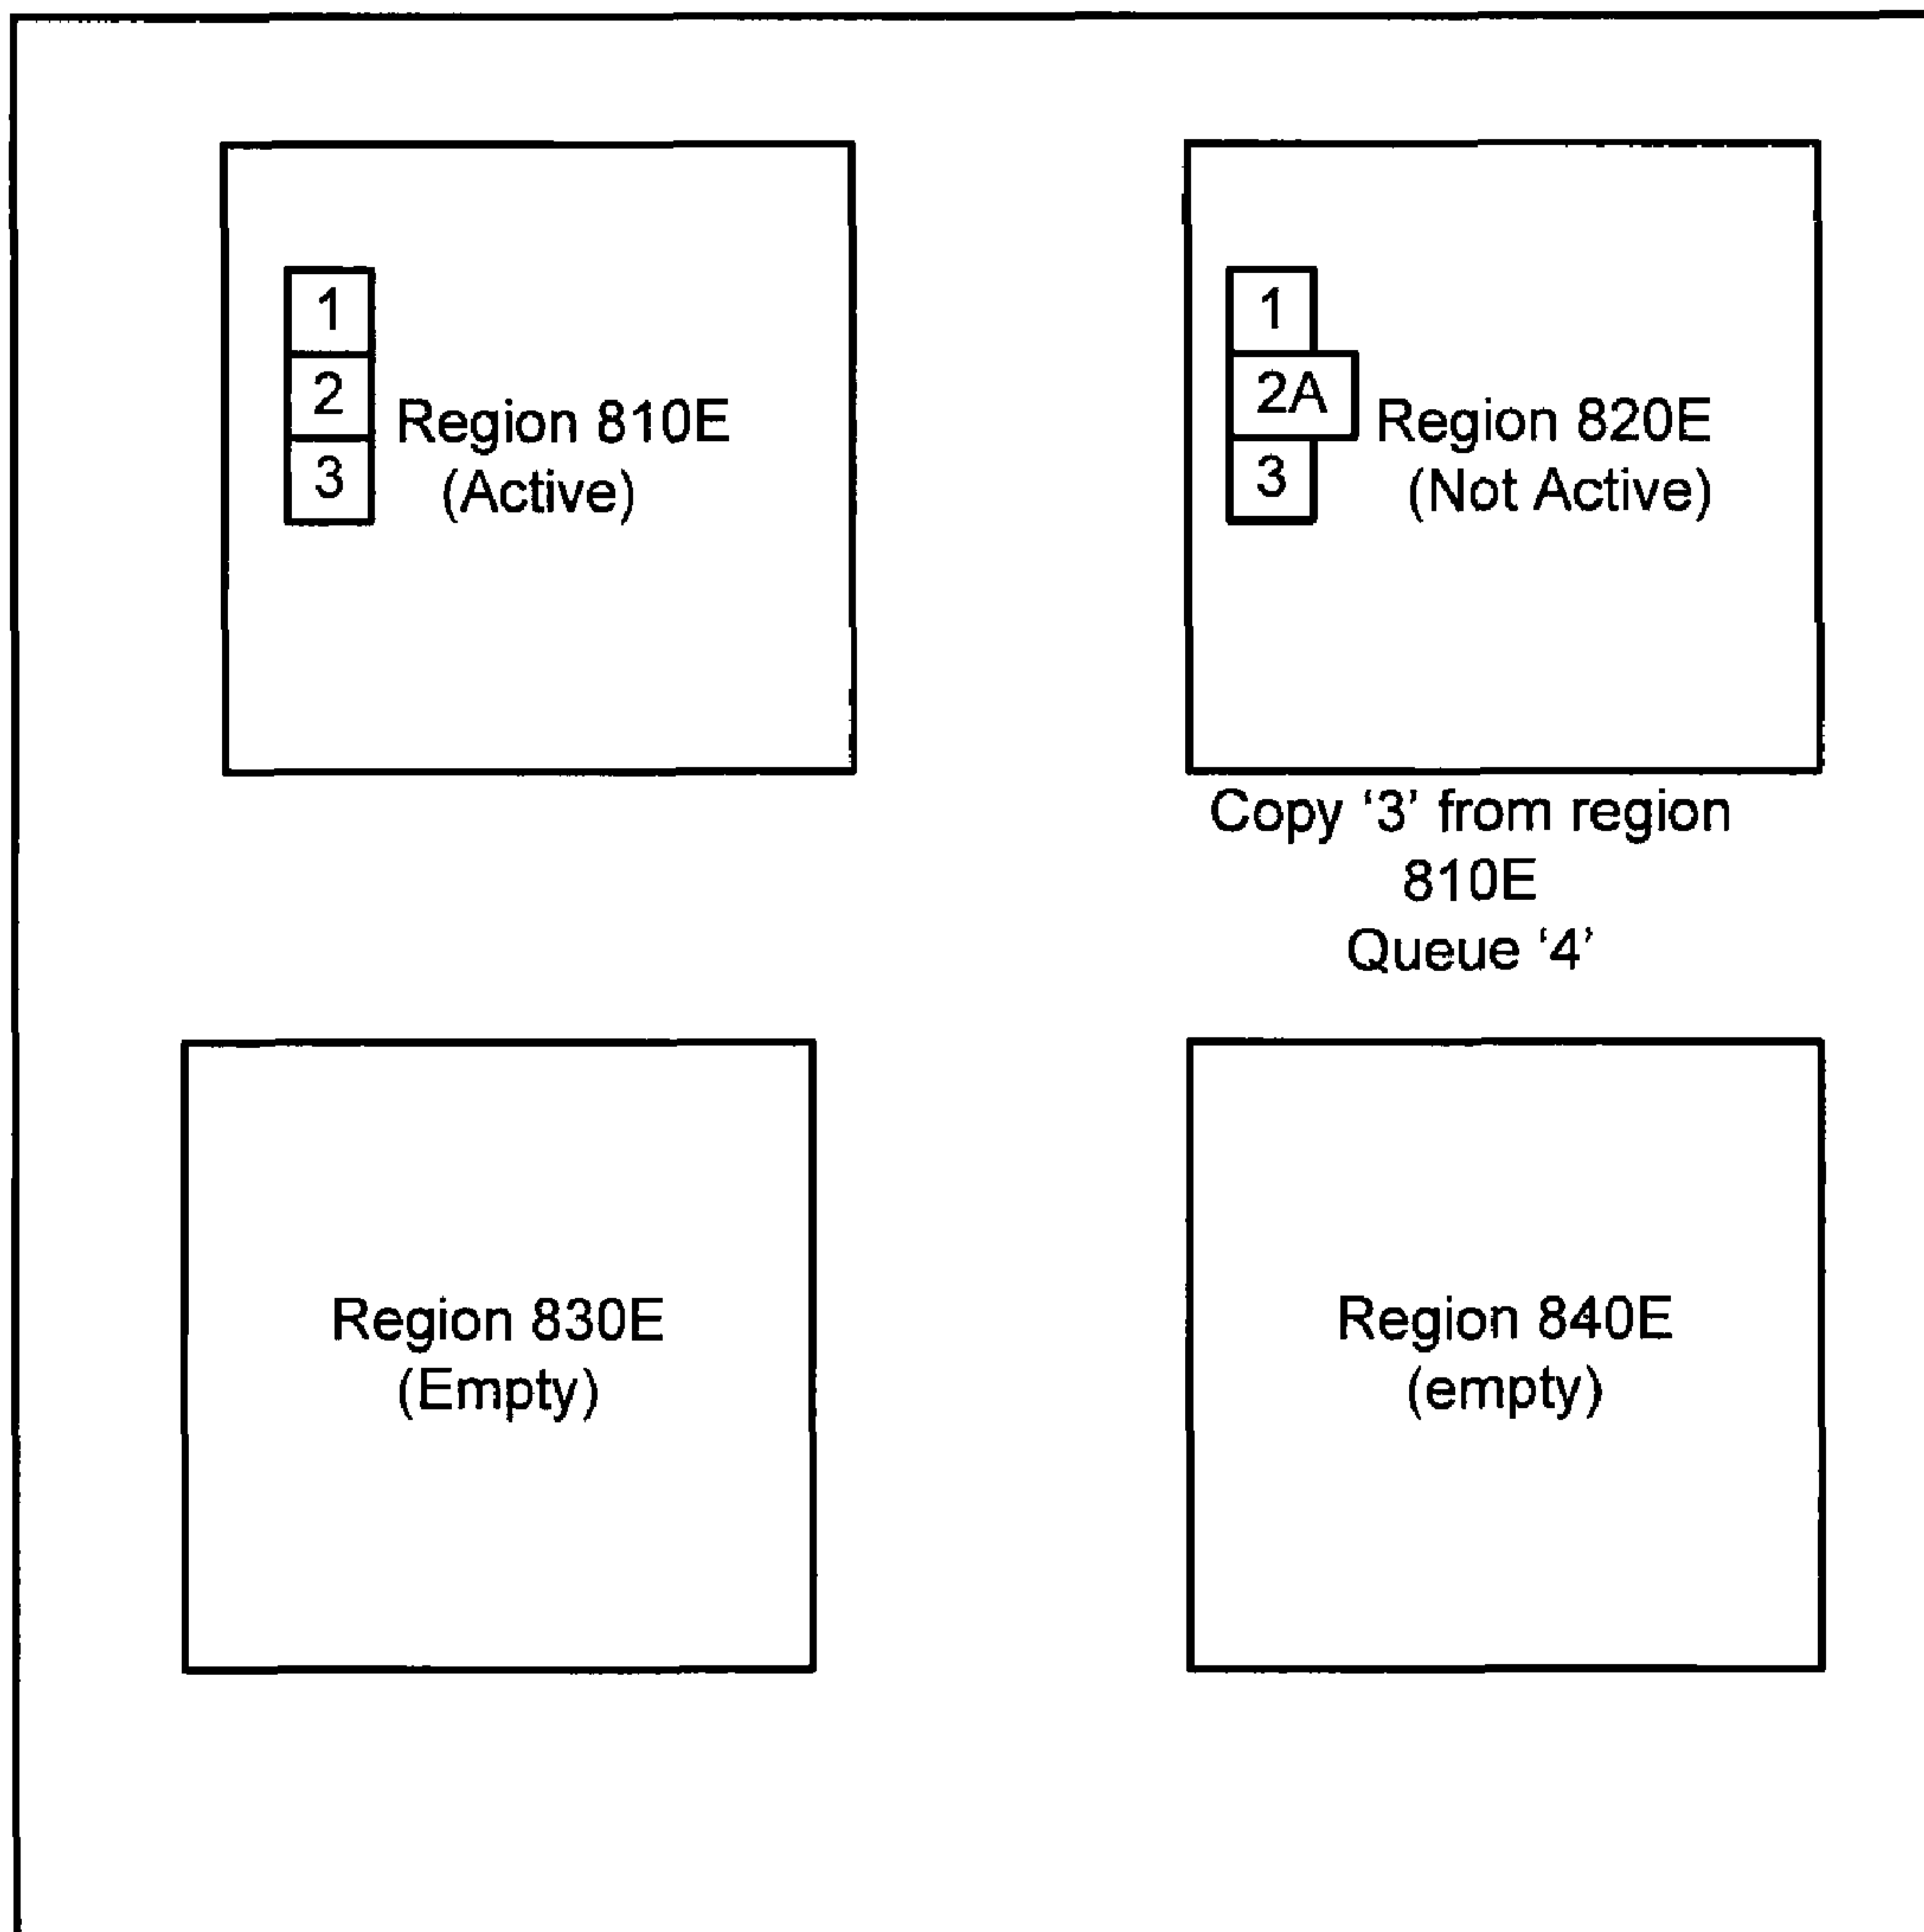 1
2
3
Region 810E
(Active)
1
2A
3
Region 820E
(Not Active)
Copy ‘3’ from region
810E
Queue ‘4’
Region 830E
(Empty)
Region 840E
(empty)